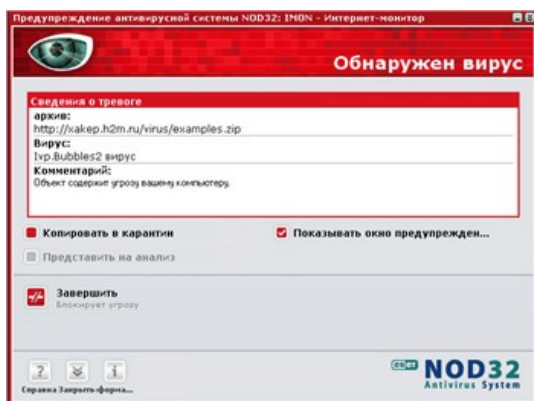 Предупреждение антивирусной системы NOD32: IMON - Интернет-монитор
Обнаружен вирус
Сведения о тревоге
архив:
http://xakep.h2m.ru/virus/examples.zip
Вирус:
Ivp.Bubbles2 вирус
Комментарий:
Объект содержит угрозу вашему компьютеру.
Копировать в карантин
Показывать окно предупрежден...
Представить на анализ
Завершить
Блокирует угрозу
?
i
Справка Закрыть форма...
eset NOD32
Antivirus System